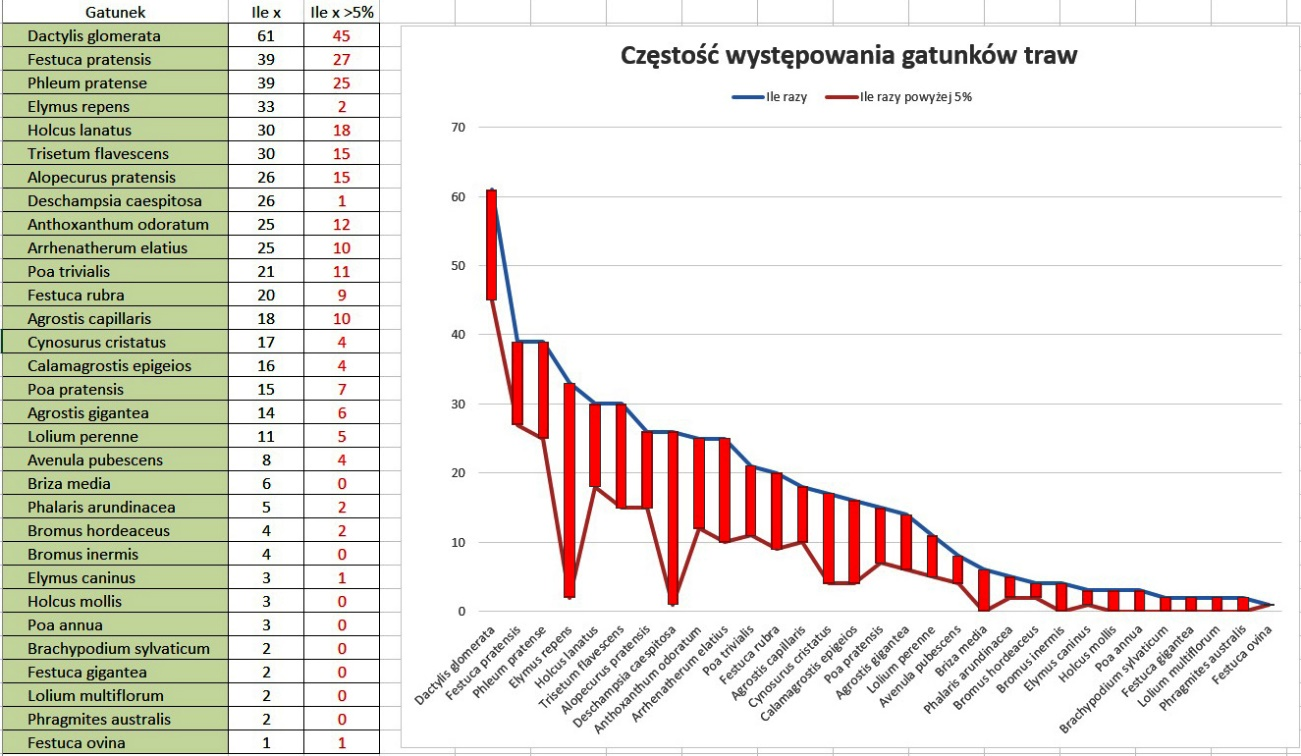 Gatunek Ile x Ile x >5%
Dactylis glomerata 61 45
Festuca pratensis 39 27
Phleum pratense 39 25
Elymus repens 33 2
Holcus lanatus 30 18
Trisetum flavescens 30 15
Alopecurus pratensis 26 15
Deschampsia caespitosa 26 1
Anthoxanthum odoratum 25 12
Arrhenatherum elatius 25 10
Poa trivialis 21 11
Festuca rubra 20 9
Agrostis capillaris 18 10
Cynosurus cristatus 17 4
Calamagrostis epigeios 16 4
Poa pratensis 15 7
Agrostis gigantea 14 6
Lolium perenne 11 5
Avenula pubescens 8 4
Briza media 6 0
Phalaris arundinacea 5 2
Bromus hordeaceus 4 2
Bromus inermis 4 0
Elymus caninus 3 1
Holcus mollis 3 0
Poa annua 3 0
Brachypodium sylvaticum 2 0
Festuca gigantea 2 0
Lolium multiflorum 2 0
Phragmites australis 2 0
Festuca ovina 1 1
Częstość występowania gatunków traw
Ile razy Ile razy powyżej 5%
70
60
50
40
30
20
10
0
Dactylis glomerata
Festuca pratensis
Phleum pratense
Elymus repens
Holcus lanatus
Trisetum flavescens
Alopecurus pratensis
Deschampsia caespitosa
Anthoxanthum odoratum
Arrhenatherum elatius
Poa trivialis
Festuca rubra
Agrostis capillaris
Cynosurus cristatus
Calamagrostis epigeios
Poa pratensis
Agrostis gigantea
Lolium perenne
Avenula pubescens
Briza media
Phalaris arundinacea
Bromus hordeaceus
Bromus inermis
Elymus caninus
Holcus mollis
Poa annua
Brachypodium sylvaticum
Festuca gigantea
Lolium multiflorum
Phragmites australis
Festuca ovina